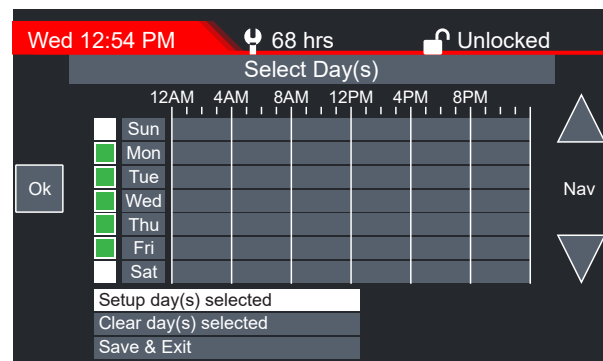 Wed 12:54 PM 68 hrs Unlocked
Select Day(s)
12AM 4AM 8AM 12PM 4PM 8PM
Sun
Mon
Tue
Ok Wed Nav
Thu
Fri
Sat
Setup day(s) selected
Clear day(s) selected
Save & Exit